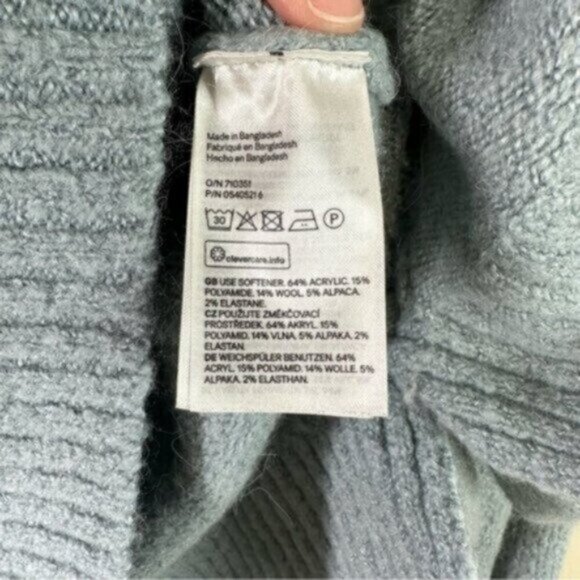 Made in Bangladesh
Fabriqué en Bangladesh
Hecho en Bangladesh
O/N 710351
P/N 0540521 6
30 P
clevercare.info
GB USE SOFTENER. 64% ACRYLIC. 15%
POLYAMIDE. 14% WOOL. 5% ALPACA.
2% ELASTANE.
CZ POUŽIJTE ZMĚKČOVACÍ
PROSTŘEDEK. 64% AKRYL. 15%
POLYAMID. 14% VLNA. 5% ALPAKA. 2%
ELASTAN.
DE WEICHSPÜLER BENUTZEN. 64%
ACRYL. 15% POLYAMID. 14% WOLLE. 5%
ALPAKA. 2% ELASTHAN.